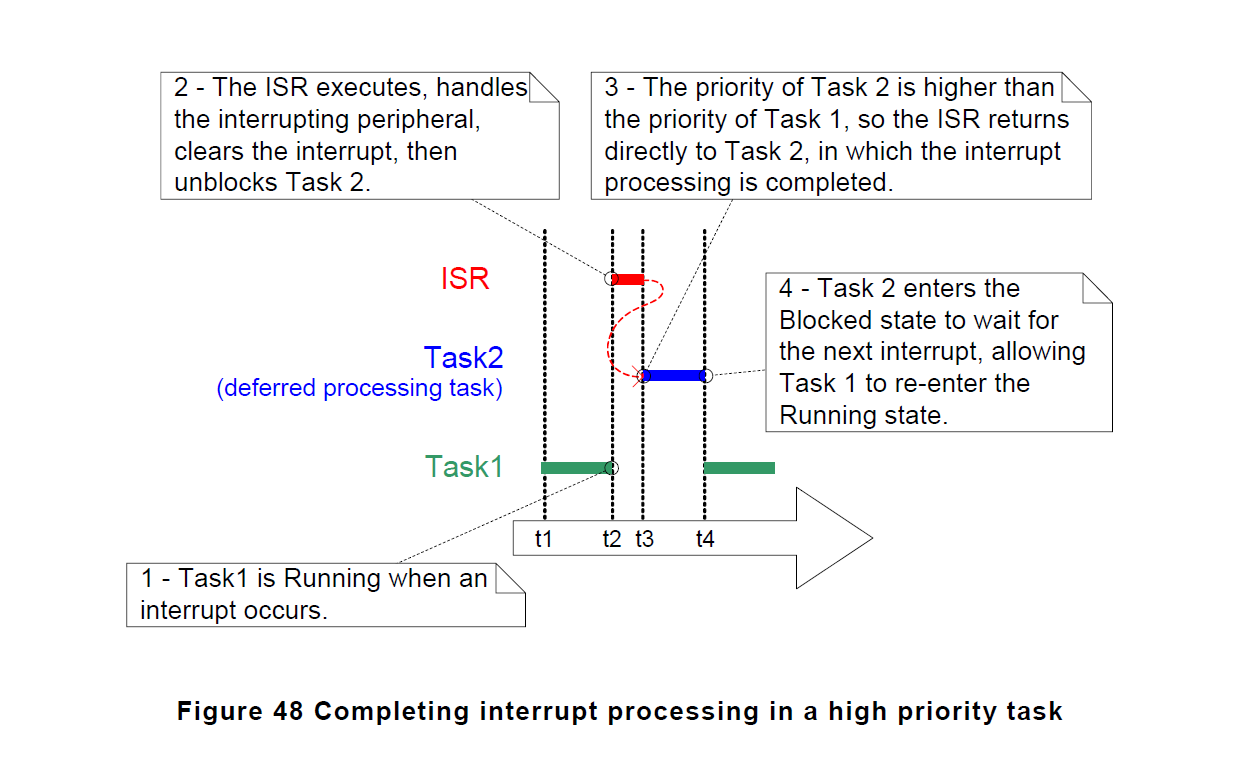 2 - The ISR executes, handles
the interrupting peripheral,
clears the interrupt, then
unblocks Task 2.
3 - The priority of Task 2 is higher than
the priority of Task 1, so the ISR returns
directly to Task 2, in which the interrupt
processing is completed.
ISR
4 - Task 2 enters the
Blocked state to wait for
the next interrupt, allowing
Task 1 to re-enter the
Running state.
Task2
(deferred processing task)
Task1
t1 t2 t3 t4
1 - Task1 is Running when an
interrupt occurs.
Figure 48 Completing interrupt processing in a high priority task